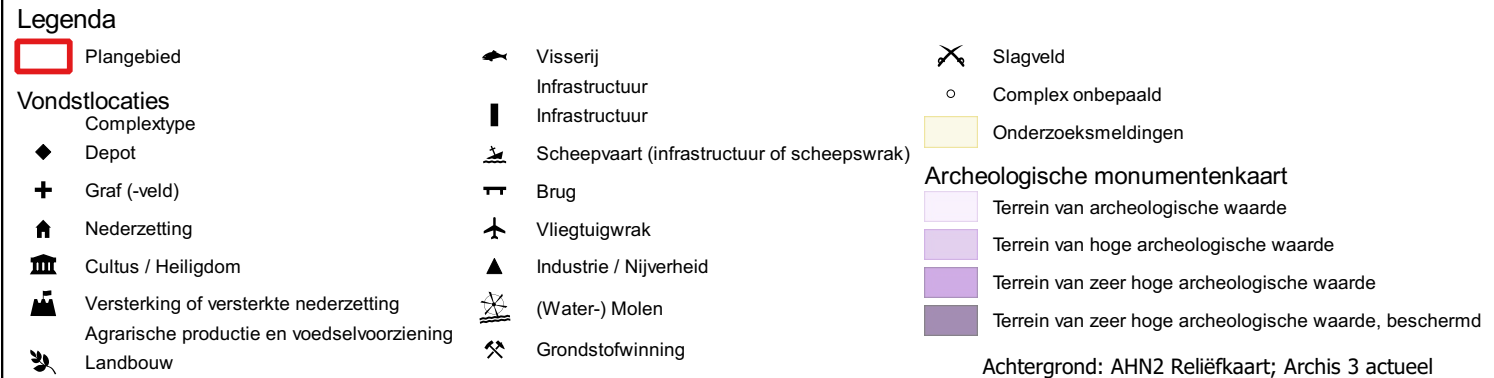 Legenda
Plangebied
Vondstlocaties
Complextype
Depot
Graf (-veld)
Nederzetting
Cultus / Heiligdom
Versterking of versterkte nederzetting
Agrarische productie en voedselvoorziening
Landbouw
Visserij
Infrastructuur
Infrastructuur
Scheepvaart (infrastructuur of scheepswrak)
Brug
Vliegtuigwrak
Industrie / Nijverheid
(Water-) Molen
Grondstofwinning
Slagveld
Complex onbepaald
Onderzoeksmeldingen
Archeologische monumentenkaart
Terrein van archeologische waarde
Terrein van hoge archeologische waarde
Terrein van zeer hoge archeologische waarde
Terrein van zeer hoge archeologische waarde, beschermd
Achtergrond: AHN2 Reliëfkaart; Archis 3 actueel